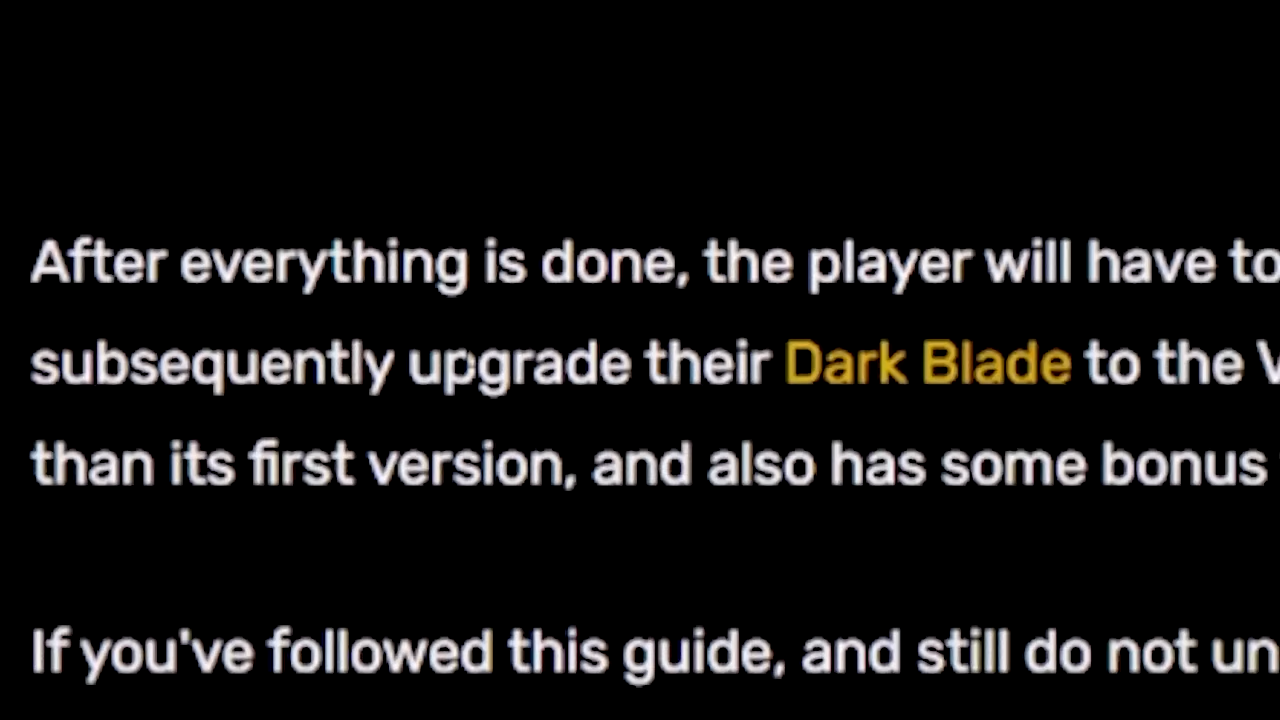 After everything is done, the player will have to
subsequently upgrade their Dark Blade to the V
than its first version, and also has some bonus
If you've followed this guide, and still do not un